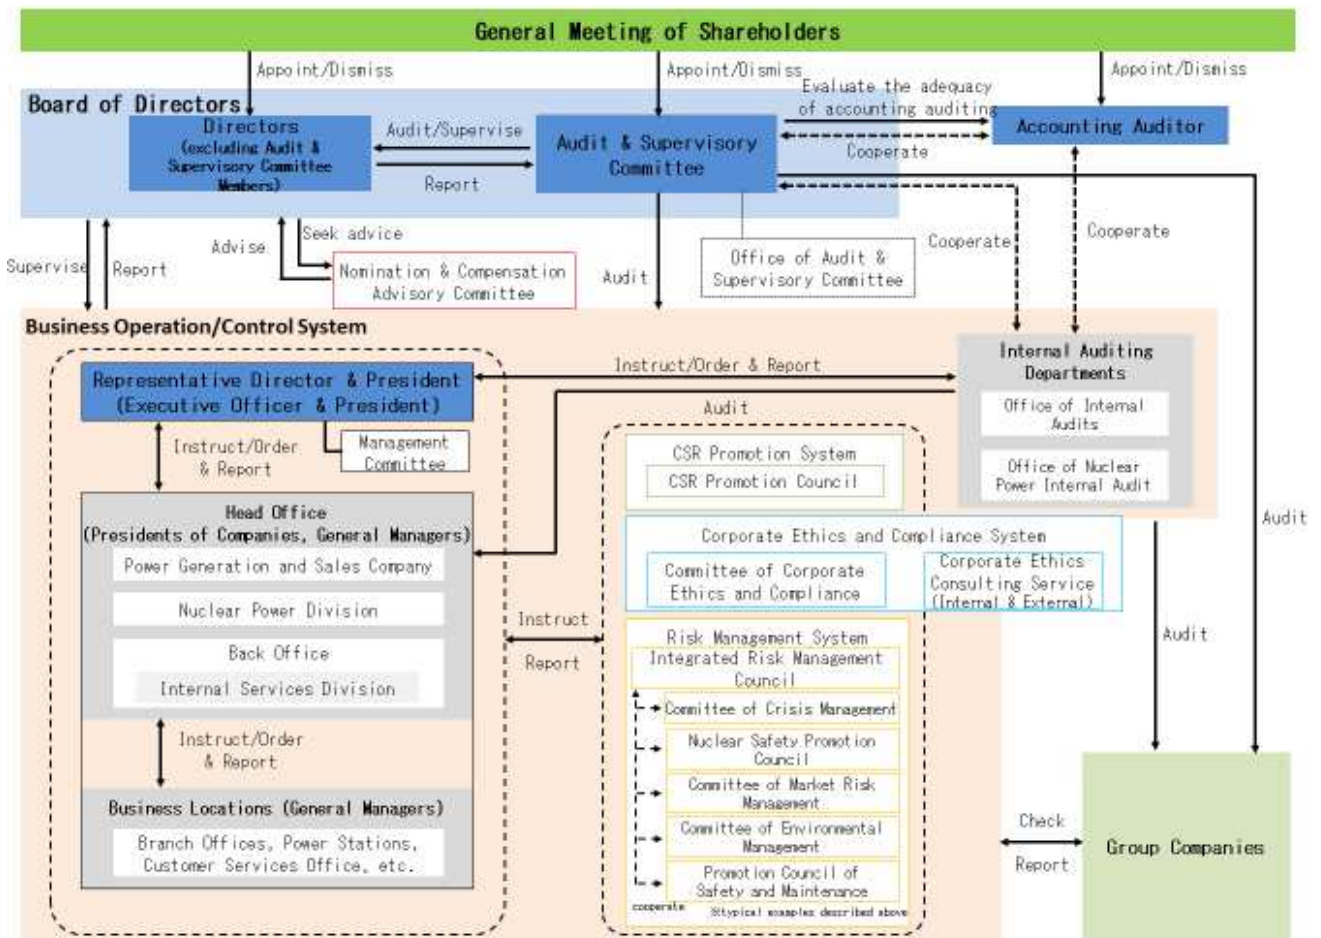 General Meeting of Shareholders
Appoint/Dismiss
Appoint/Dismiss
Appoint/Dismiss
Board of Directors
Directors
(excluding Audit &
Supervisory Committee
Members)
Audit/Supervise
Report
Audit & Supervisory
Committee
Evaluate the adequacy
of accounting auditing
Cooperate
Accounting Auditor
Supervise
Report
Advise
Seek advice
Nomination & Compensation
Advisory Committee
Audit
Office of Audit &
Supervisory Committee
Cooperate
Cooperate
Business Operation/Control System
Representative Director & President
(Executive Officer & President)
Instruct/Order & Report
Audit
Internal Auditing
Departments
Office of Internal
Audits
Office of Nuclear
Power Internal Audit
Instruct/Order
& Report
Management
Committee
Head Office
(Presidents of Companies, General Managers)
Power Generation and Sales Company
Nuclear Power Division
Back Office
Internal Services Division
Instruct/Order
& Report
Business Locations (General Managers)
Branch Offices, Power Stations,
Customer Services Office, etc.
Instruct
Report
CSR Promotion System
CSR Promotion Council
Corporate Ethics and Compliance System
Committee of Corporate
Ethics and Compliance
Corporate Ethics
Consulting Service
(Internal & External)
Risk Management System
Integrated Risk Management
Council
Committee of Crisis Management
Nuclear Safety Promotion
Council
Committee of Market Risk
Management
Committee of Environmental
Management
Promotion Council of
Safety and Maintenance
cooperate
※typical examples described above
Audit
Audit
Check
Report
Group Companies